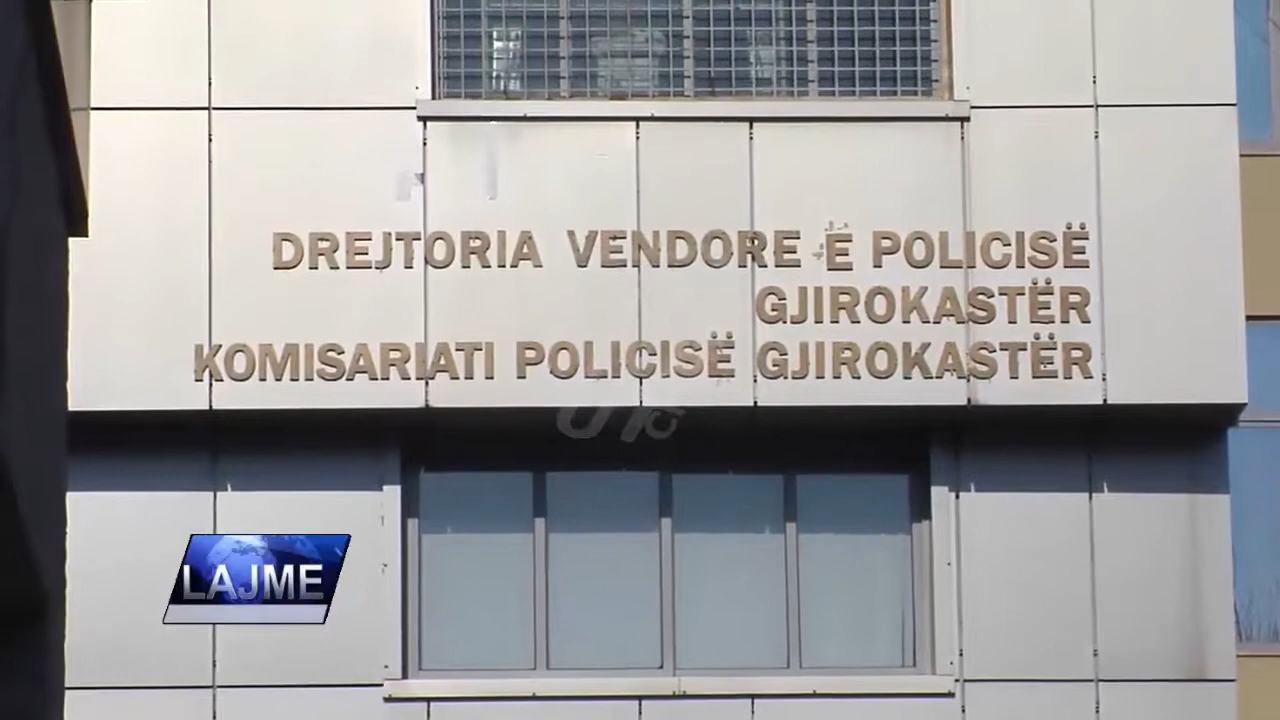 DREJTORIA VENDORE E POLICISË
GJIROKASTËR
KOMISARIATI POLICISË GJIROKASTËR
LAJME